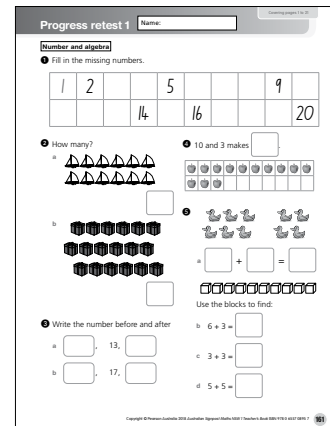 Covering pages 1 to 31
Progress retest 1
Name:
Number and algebra
1 Fill in the missing numbers.
1 2 5 9
14 16 20
2 How many?
a
b
3 Write the number before and after
a , 13,
b , 17,
4 10 and 3 makes .
5
a + =
Use the blocks to find:
b 6 + 3 =
c 3 + 3 =
d 5 + 5 =
161